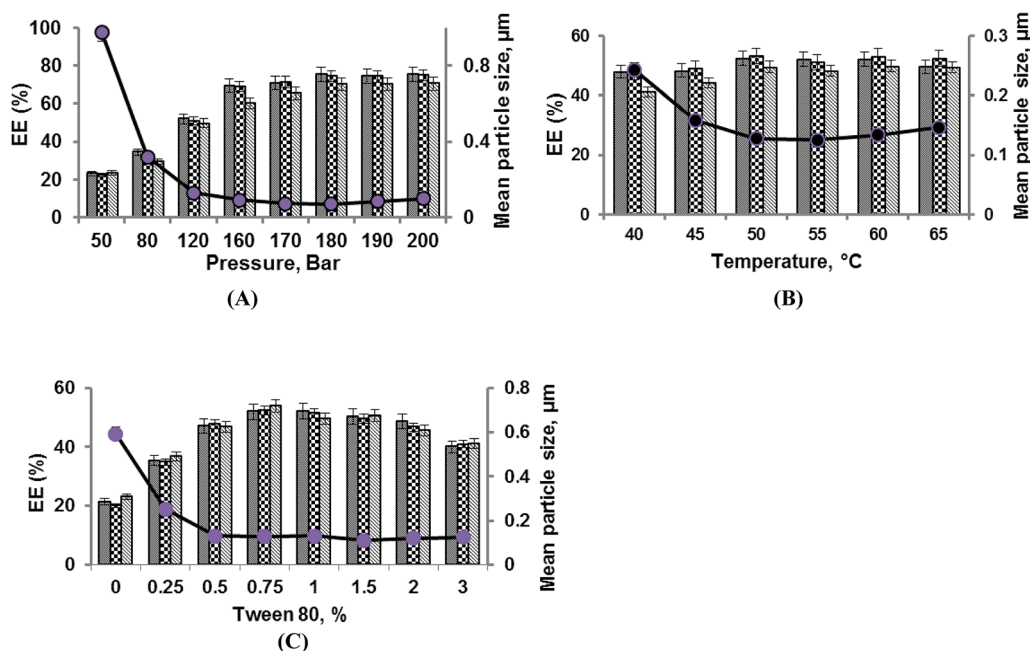 EE (%)
100
80
60
40
20
0
0.8
0.4
0
Mean particle size, µm
50 80 120 160 170 180 190 200
Pressure, Bar
(A)
EE (%)
60
40
20
0
0.3
0.2
0.1
0
Mean particle size, µm
40 45 50 55 60 65
Temperature, °C
(B)
EE (%)
60
40
20
0
0.8
0.6
0.4
0.2
0
Mean particle size, µm
0 0.25 0.5 0.75 1 1.5 2 3
Tween 80, %
(C)